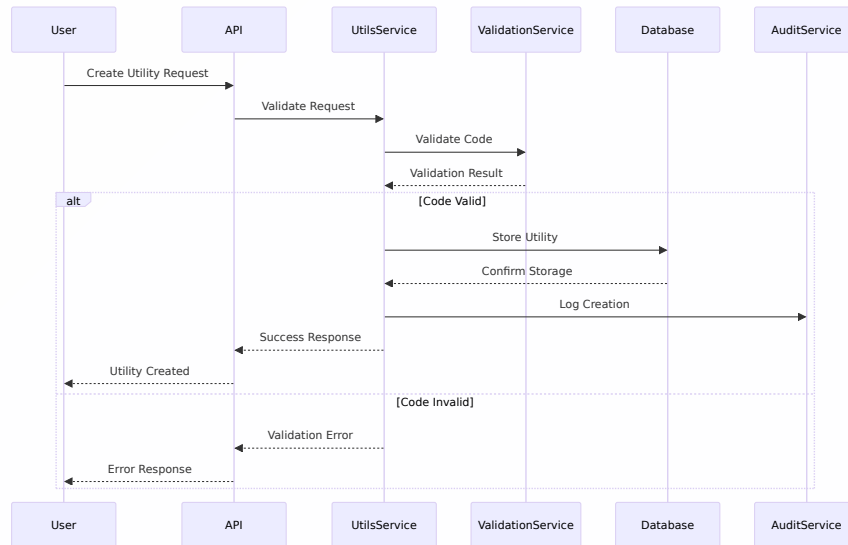 User API UtilsService ValidationService Database AuditService
Create Utility Request
Validate Request
Validate Code
Validation Result
alt [Code Valid]
Store Utility
Confirm Storage
Log Creation
Success Response
Utility Created
[Code Invalid]
Validation Error
Error Response
User API UtilsService ValidationService Database AuditService